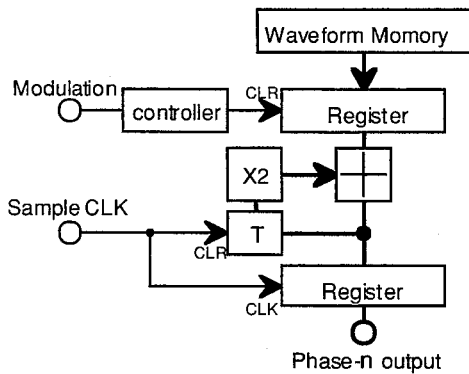 Waveform Momory
Modulation
CLR
controller
Register
X2
Sample CLK
T
CLR
Register
CLK
Phase-n output